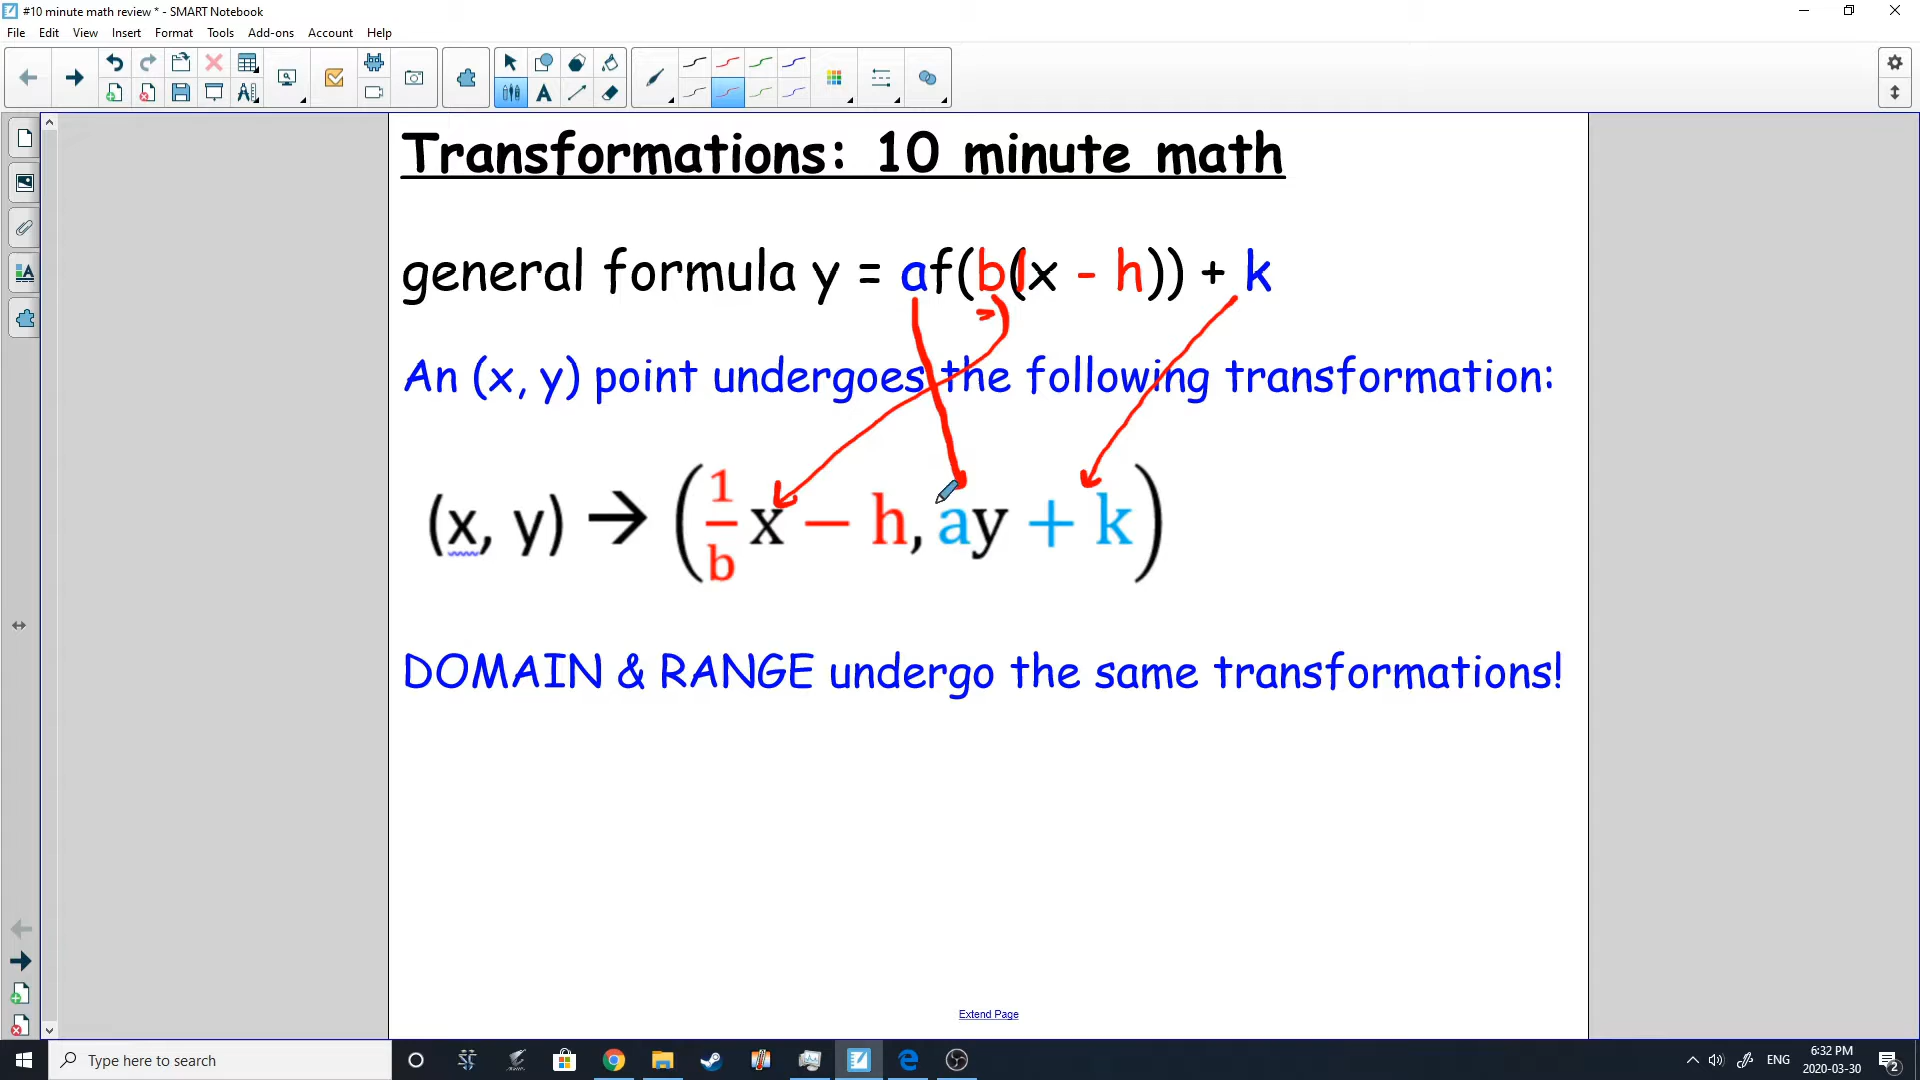 #10 minute math review * - SMART Notebook
File Edit View Insert Format Tools Add-ons Account Help
Transformations: 10 minute math
general formula y = af(b(x - h)) + k
An (x, y) point undergoes the following transformation:
(x, y) → (1/b x − h, ay + k)
DOMAIN & RANGE undergo the same transformations!
Extend Page
Type here to search
ENG
6:32 PM
2020-03-30
2